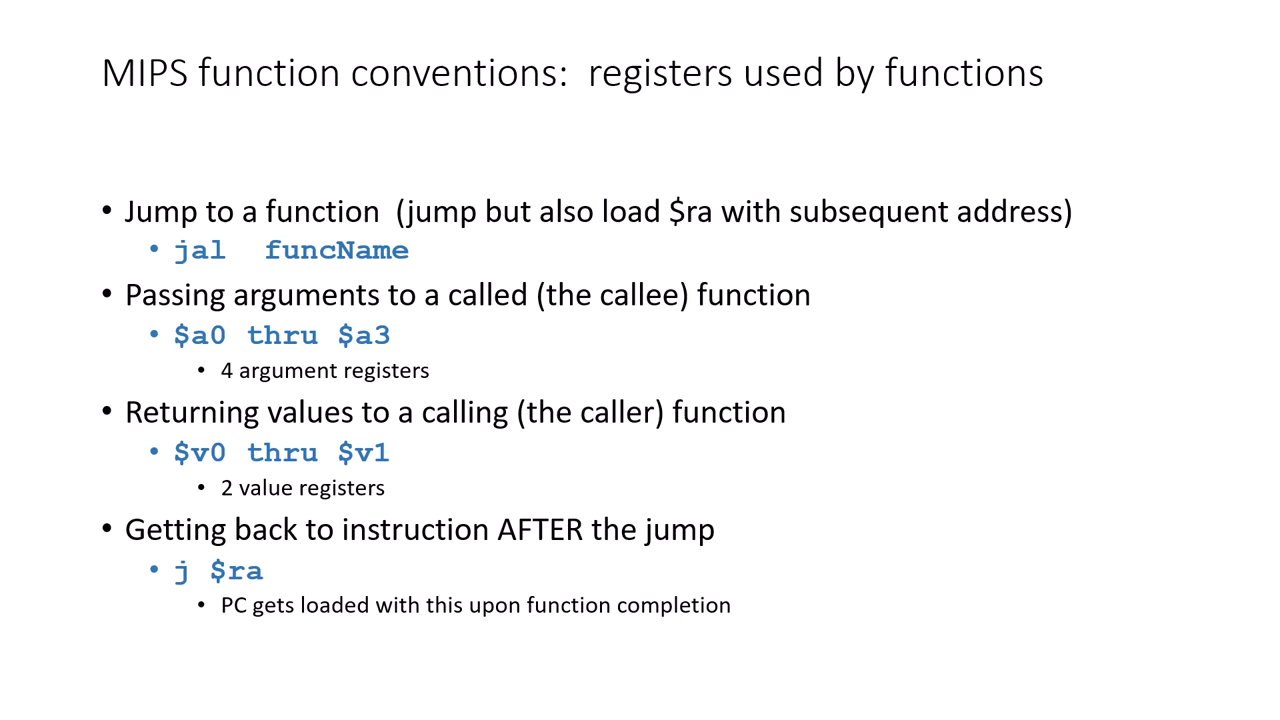 MIPS function conventions:  registers used by functions
• Jump to a function  (jump but also load $ra with subsequent address)
• jal  funcName
• Passing arguments to a called (the callee) function
• $a0 thru $a3
• 4 argument registers
• Returning values to a calling (the caller) function
• $v0 thru $v1
• 2 value registers
• Getting back to instruction AFTER the jump
• j $ra
• PC gets loaded with this upon function completion